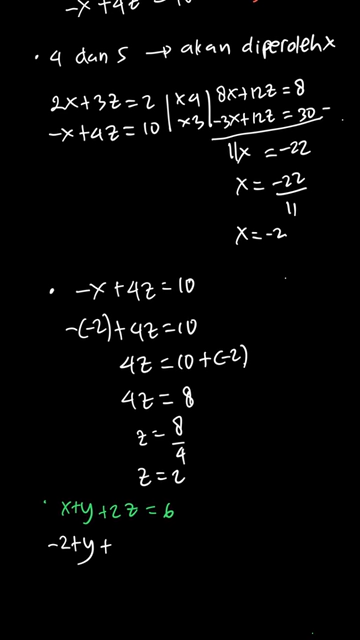 -x+4z=10
• 4 dan 5 → akan diperoleh x
2x+3z=2 | x4 | 8x+12z=8
-x+4z=10 | x3 | -3x+12z=30 -
11x = -22
x = -22/11
x=-2
• -x+4z=10
-(-2)+4z=10
4z = 10+(-2)
4z = 8
z = 8/4
z=2
• x+y+2z=6
-2+y+